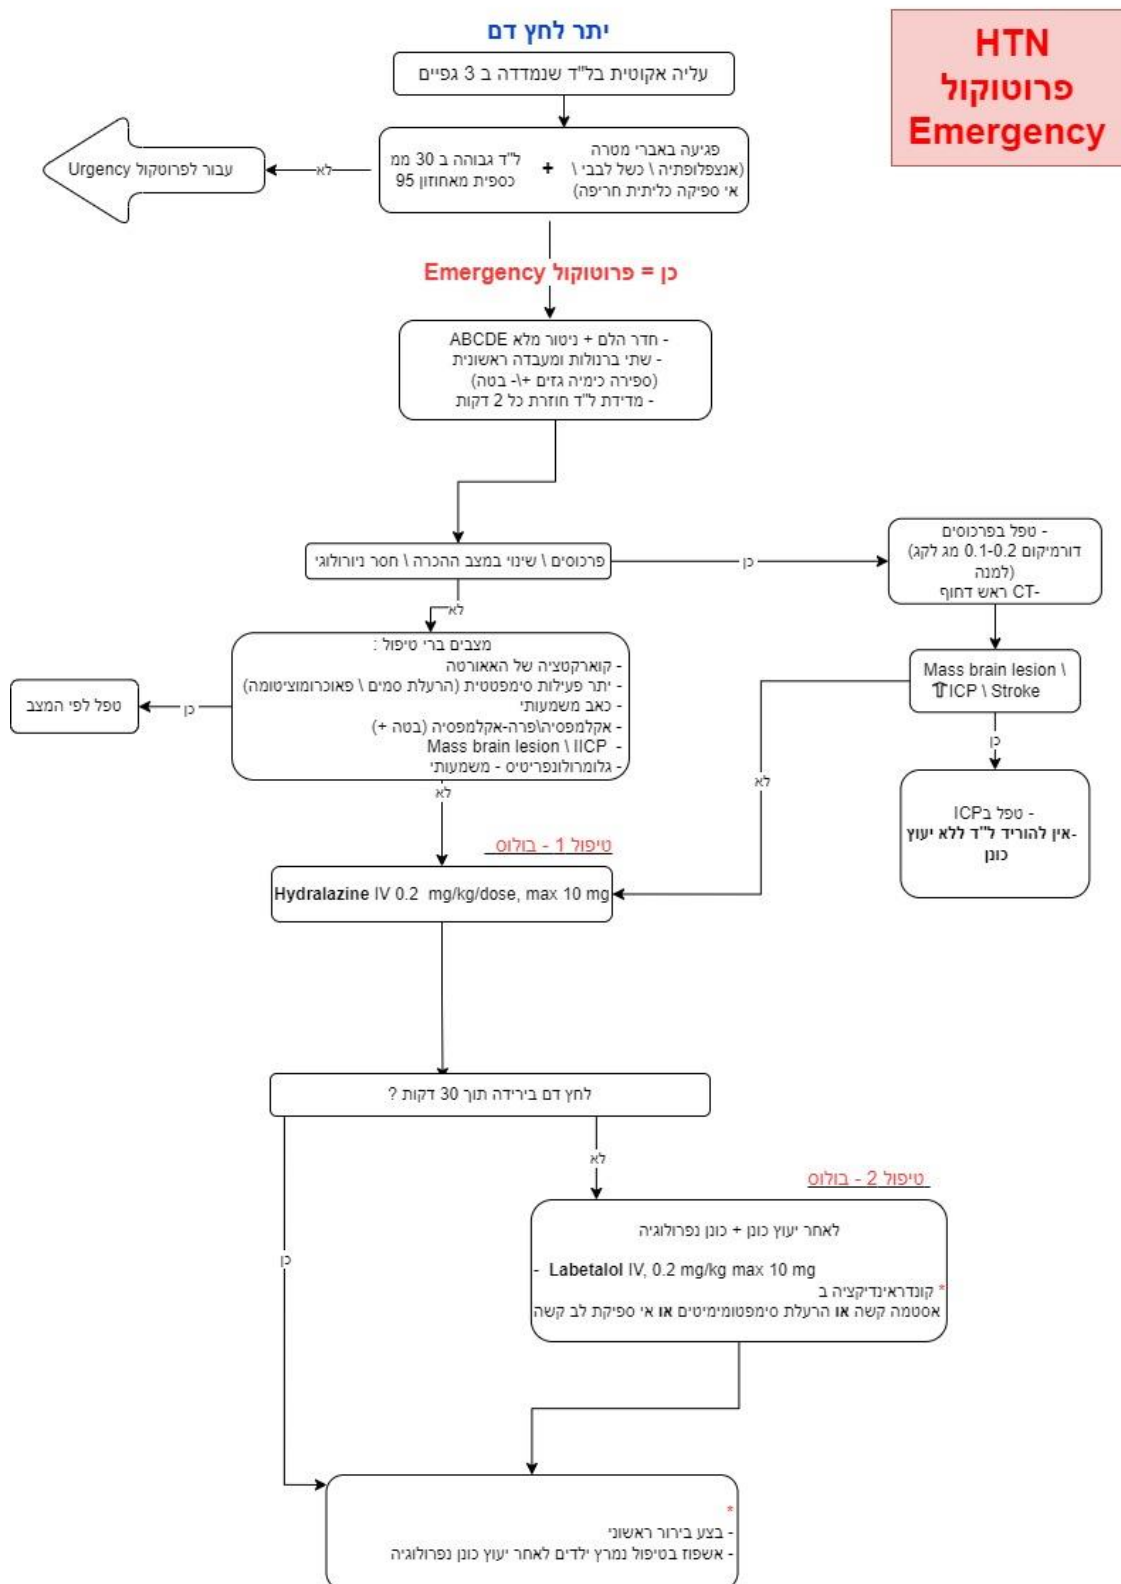 יתר לחץ דם
HTN
פרוטוקול
Emergency
עליה אקוטית בל"ד שנמדדה ב 3 גפיים
פגיעה באברי מטרה
(אנצפלופתיה \ כשל לבבי \
אי ספיקה כליתית חריפה)
+
ל"ד גבוהה ב 30 ממ
כספית מאחוזון 95
לא
עבור לפרוטקול Urgency
כן = פרוטוקול Emergency
- חדר הלם + ניטור מלא ABCDE
- שתי ברנולות ומעבדה ראשונית
(ספירה כימיה גזים +\- בטה)
- מדידת ל"ד חוזרת כל 2 דקות
פרכוסים \ שינוי במצב ההכרה \ חסר ניורולוגי
כן
- טפל בפרכוסים
דורמיקום 0.1-0.2 מג לקג)
(למנה
-CT ראש דחוף
לא
מצבים ברי טיפול :
- קוארקטציה של האאורטה
- יתר פעילות סימפטטית (הרעלת סמים \ פאוכרומוציטומה)
- כאב משמעותי
- אקלמפסיה\פרה-אקלמפסיה (בטה +)
- Mass brain lesion \ IICP
- גלומרולונפריטיס - משמעותי
כן
טפל לפי המצב
Mass brain lesion \
⇑ICP \ Stroke
כן
- טפל בICP
-אין להוריד ל"ד ללא יעוץ
כונן
לא
לא
טיפול 1 - בולוס
Hydralazine IV 0.2 mg/kg/dose, max 10 mg
לחץ דם בירידה תוך 30 דקות ?
לא
כן
טיפול 2 - בולוס
לאחר יעוץ כונן + כונן נפרולוגיה
- Labetalol IV, 0.2 mg/kg max 10 mg
* קונדראינדיקציה ב
אסטמה קשה או הרעלת סימפטומימיטים או אי ספיקת לב קשה
*
- בצע בירור ראשוני
- אשפוז בטיפול נמרץ ילדים לאחר יעוץ כונן נפרולוגיה